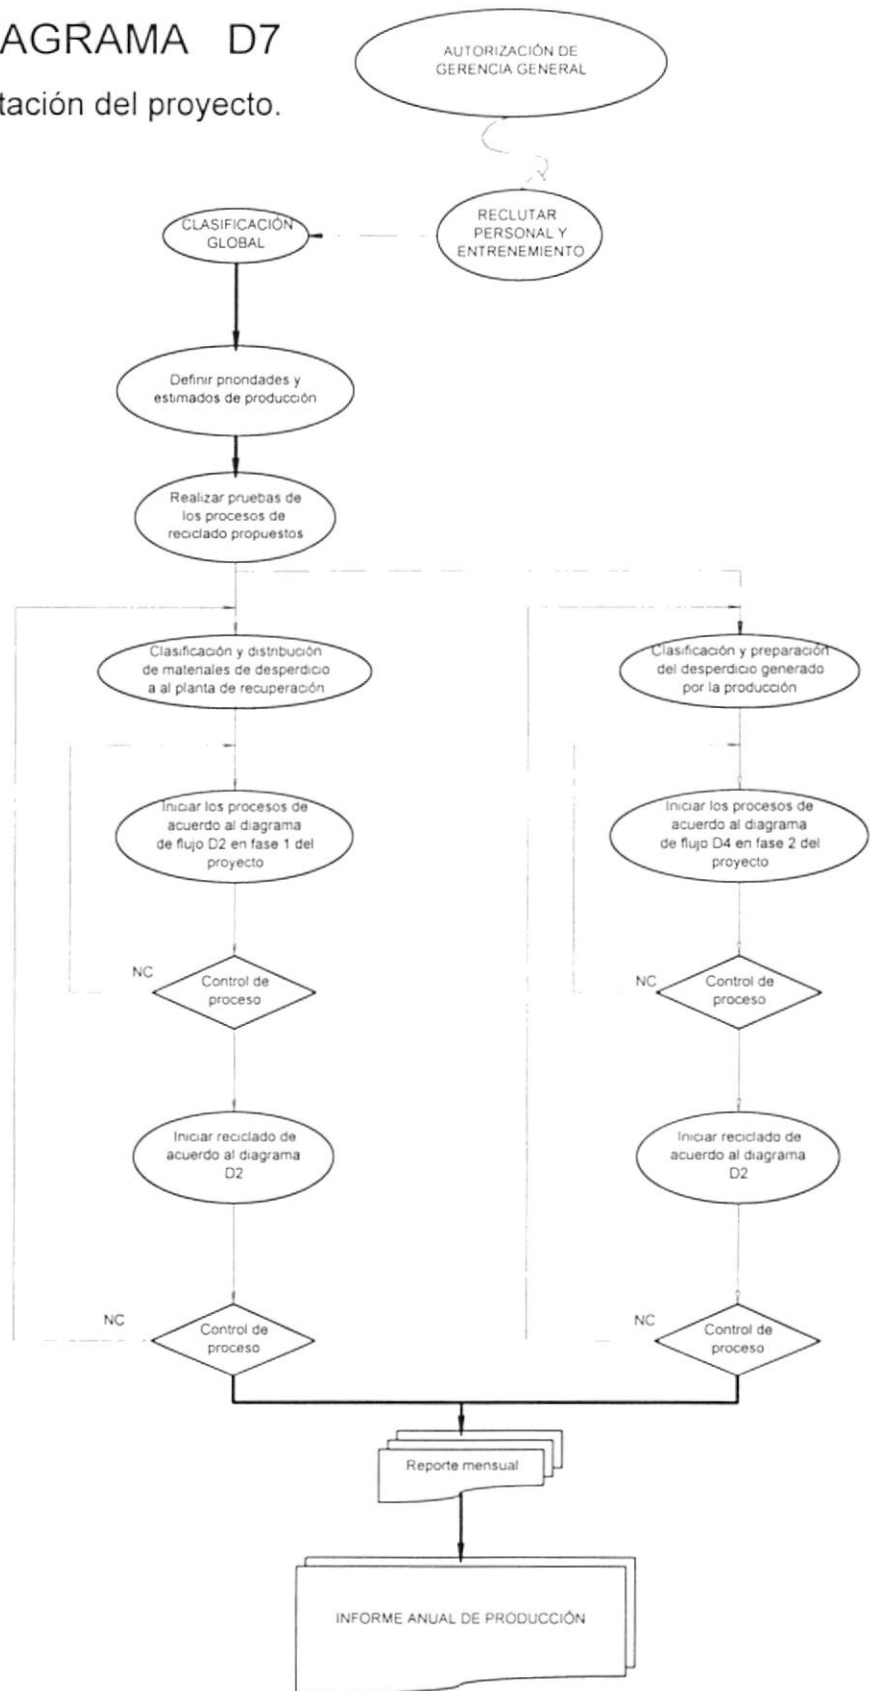 AGRAMA D7
tación del proyecto.
AUTORIZACIÓN DE
GERENCIA GENERAL
RECLUTAR
PERSONAL Y
ENTRENEMIENTO
CLASIFICACIÓN
GLOBAL
Definir prioridades y
estimados de producción
Realizar pruebas de
los procesos de
reciclado propuestos
Clasificación y distribución
de materiales de desperdicio
a al planta de recuperación
Clasificación y preparación
del desperdicio generado
por la producción
Iniciar los procesos de
acuerdo al diagrama
de flujo D2 en fase 1 del
proyecto
Iniciar los procesos de
acuerdo al diagrama
de flujo D4 en fase 2 del
proyecto
NC
Control de
proceso
NC
Control de
proceso
Iniciar reciclado de
acuerdo al diagrama
D2
Iniciar reciclado de
acuerdo al diagrama
D2
NC
Control de
proceso
NC
Control de
proceso
Reporte mensual
INFORME ANUAL DE PRODUCCIÓN